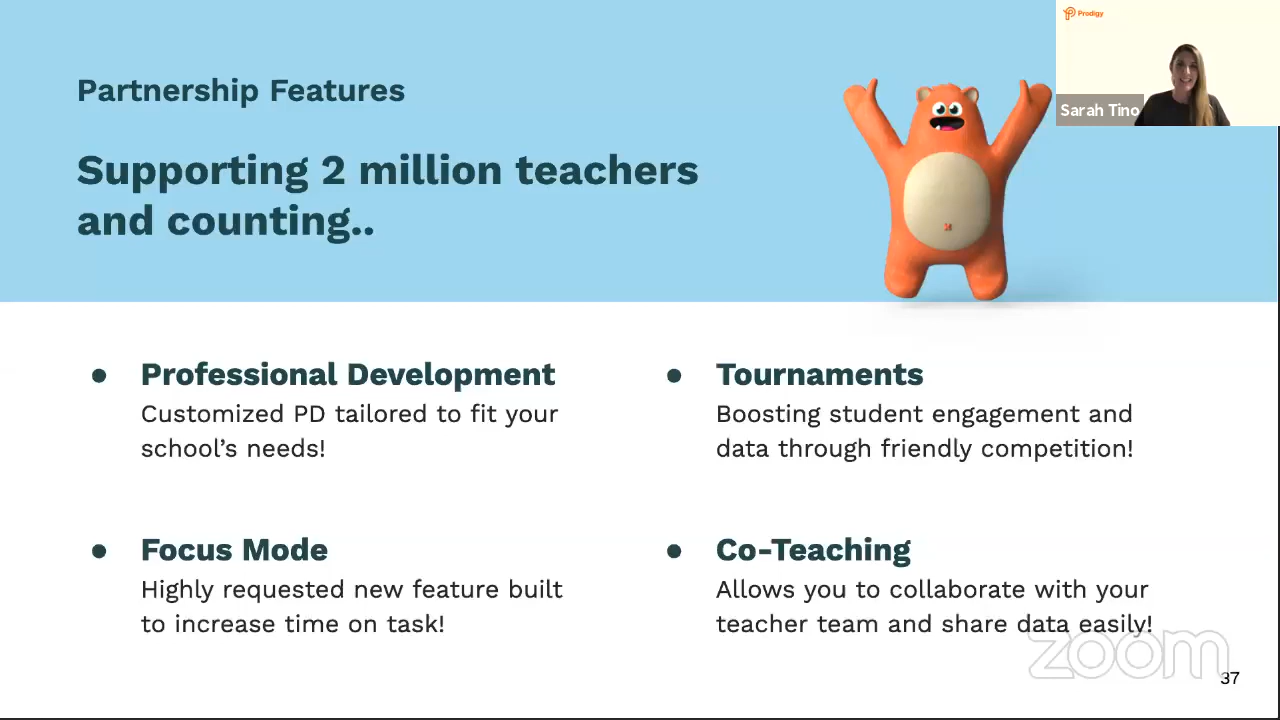 Prodigy
Sarah Tino
Partnership Features
Supporting 2 million teachers
and counting..
● Professional Development
Customized PD tailored to fit your
school's needs!
● Tournaments
Boosting student engagement and
data through friendly competition!
● Focus Mode
Highly requested new feature built
to increase time on task!
● Co-Teaching
Allows you to collaborate with your
teacher team and share data easily!
zoom
37